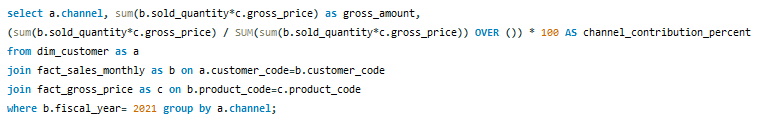 select a.channel, sum(b.sold_quantity*c.gross_price) as gross_amount,
(sum(b.sold_quantity*c.gross_price) / SUM(sum(b.sold_quantity*c.gross_price)) OVER ()) * 100 AS channel_contribution_percent
from dim_customer as a
join fact_sales_monthly as b on a.customer_code=b.customer_code
join fact_gross_price as c on b.product_code=c.product_code
where b.fiscal_year= 2021 group by a.channel;